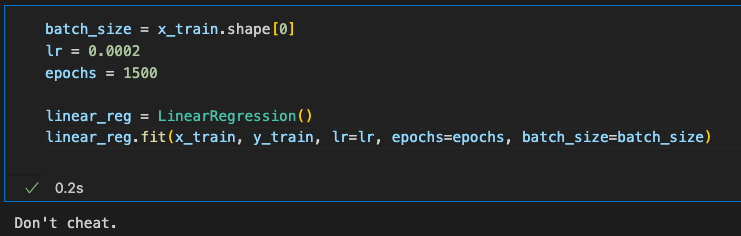 batch_size = x_train.shape[0]
lr = 0.0002
epochs = 1500
linear_reg = LinearRegression()
linear_reg.fit(x_train, y_train, lr=lr, epochs=epochs, batch_size=batch_size)
✓ 0.2s
Don't cheat.